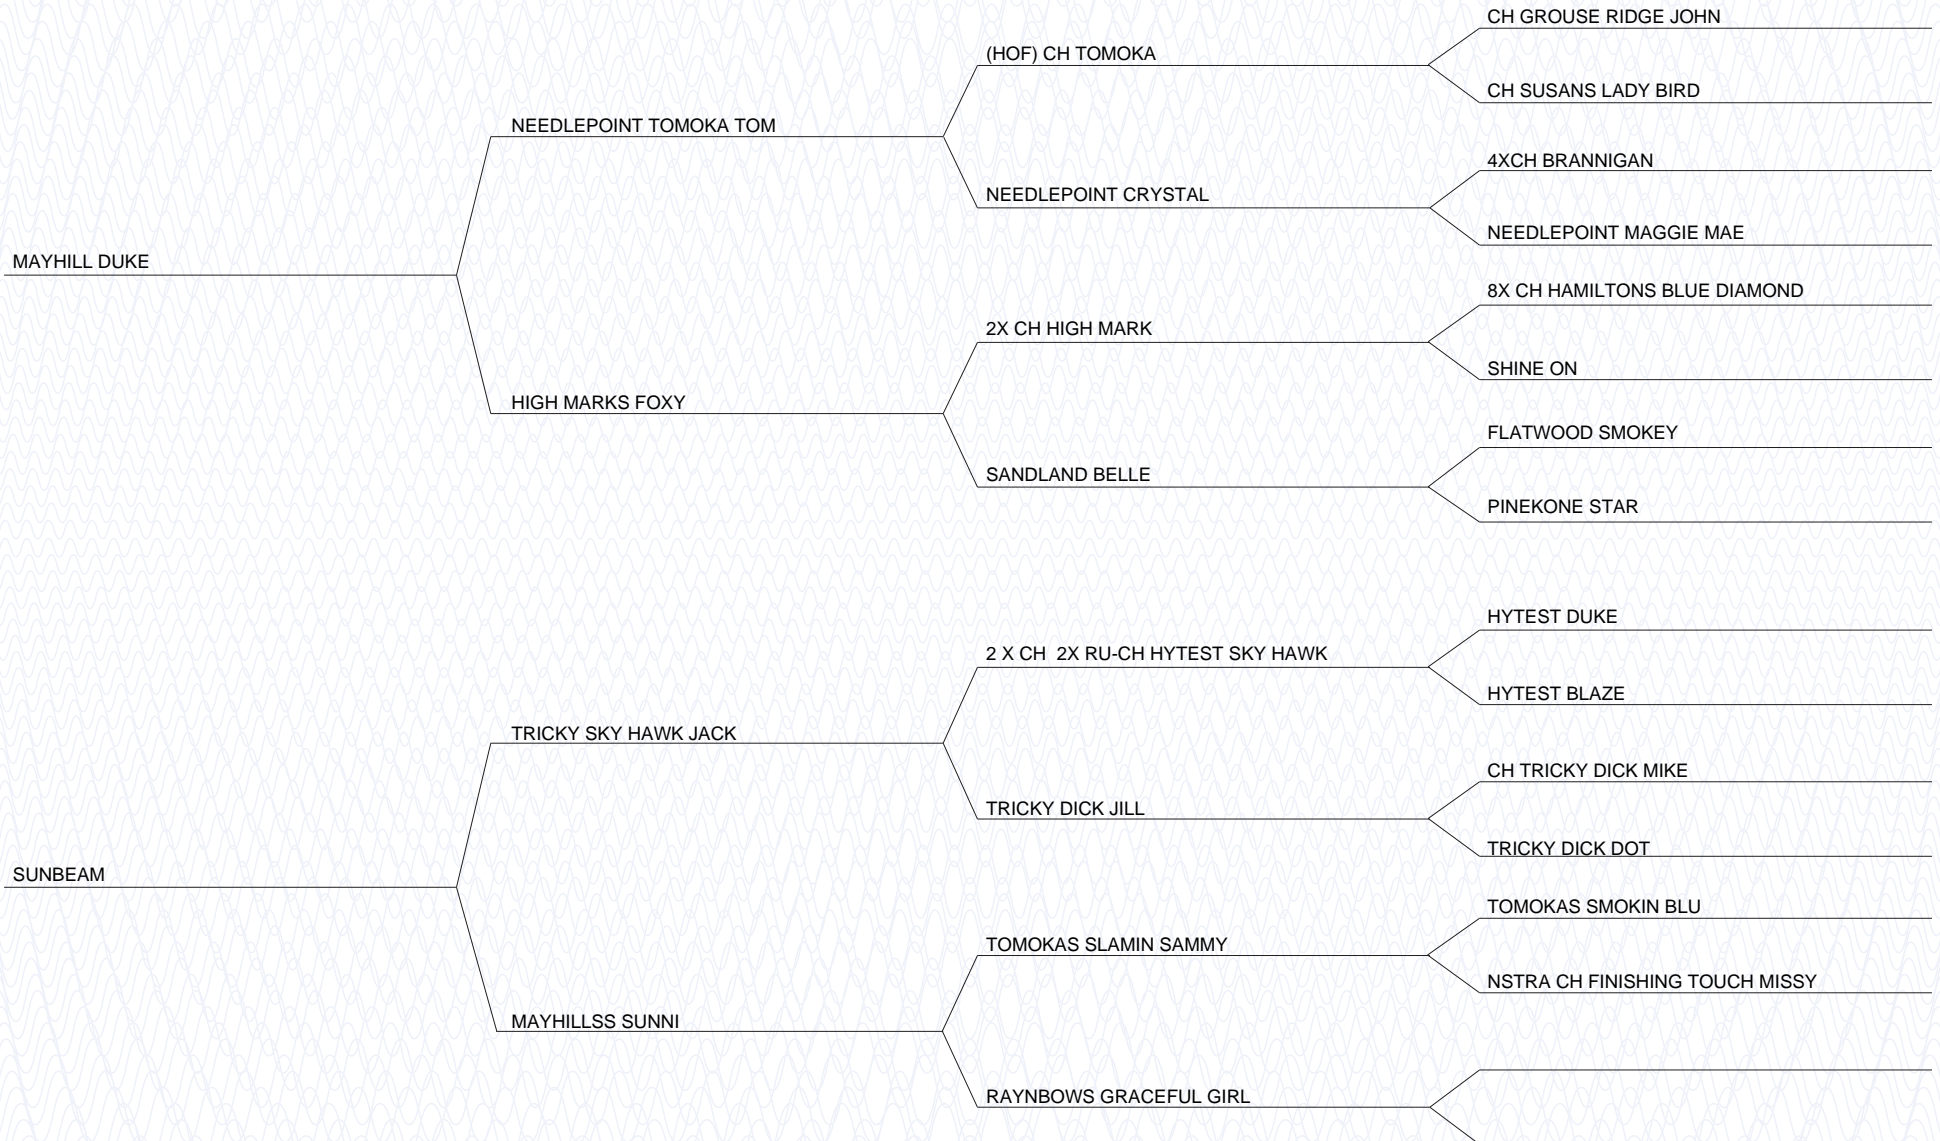 CH GROUSE RIDGE JOHN
(HOF) CH TOMOKA
CH SUSANS LADY BIRD
NEEDLEPOINT TOMOKA TOM
4XCH BRANNIGAN
NEEDLEPOINT CRYSTAL
NEEDLEPOINT MAGGIE MAE
MAYHILL DUKE
8X CH HAMILTONS BLUE DIAMOND
2X CH HIGH MARK
SHINE ON
HIGH MARKS FOXY
FLATWOOD SMOKEY
SANDLAND BELLE
PINEKONE STAR
HYTEST DUKE
2 X CH  2X RU-CH HYTEST SKY HAWK
HYTEST BLAZE
TRICKY SKY HAWK JACK
CH TRICKY DICK MIKE
TRICKY DICK JILL
TRICKY DICK DOT
SUNBEAM
TOMOKAS SMOKIN BLU
TOMOKAS SLAMIN SAMMY
NSTRA CH FINISHING TOUCH MISSY
MAYHILLSS SUNNI
RAYNBOWS GRACEFUL GIRL